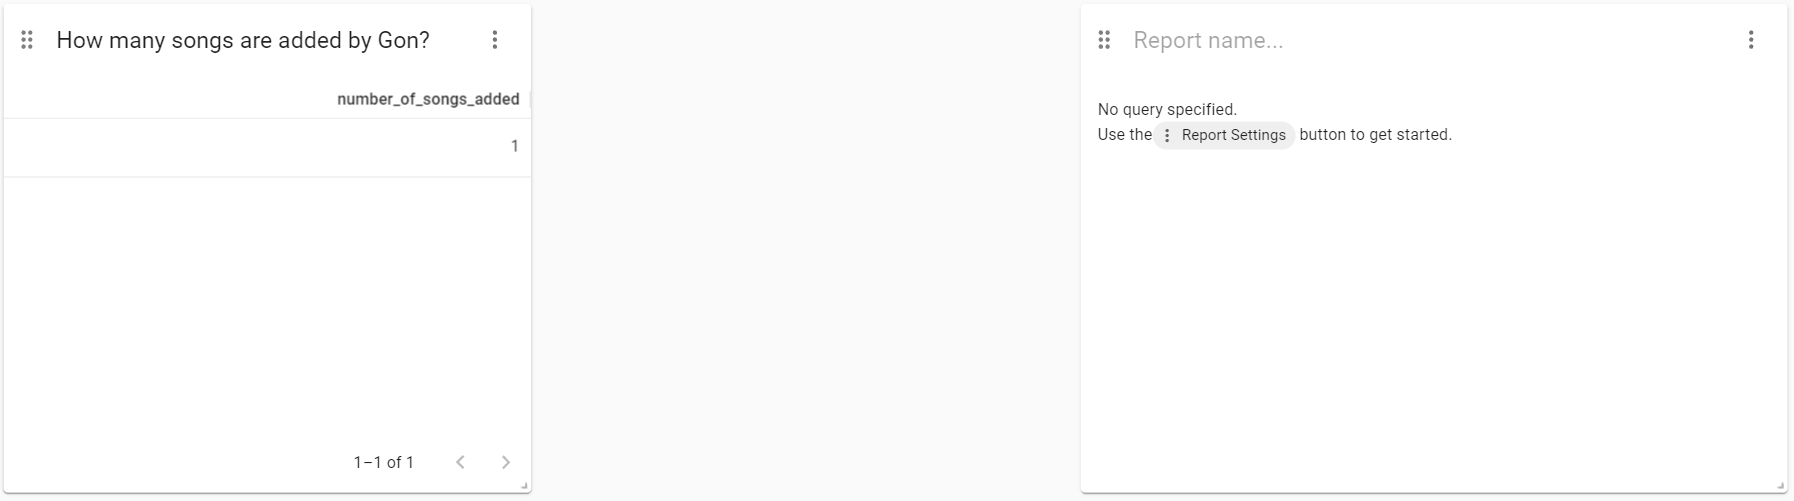 How many songs are added by Gon?
number_of_songs_added
1
1–1 of 1
Report name...
No query specified.
Use the Report Settings button to get started.